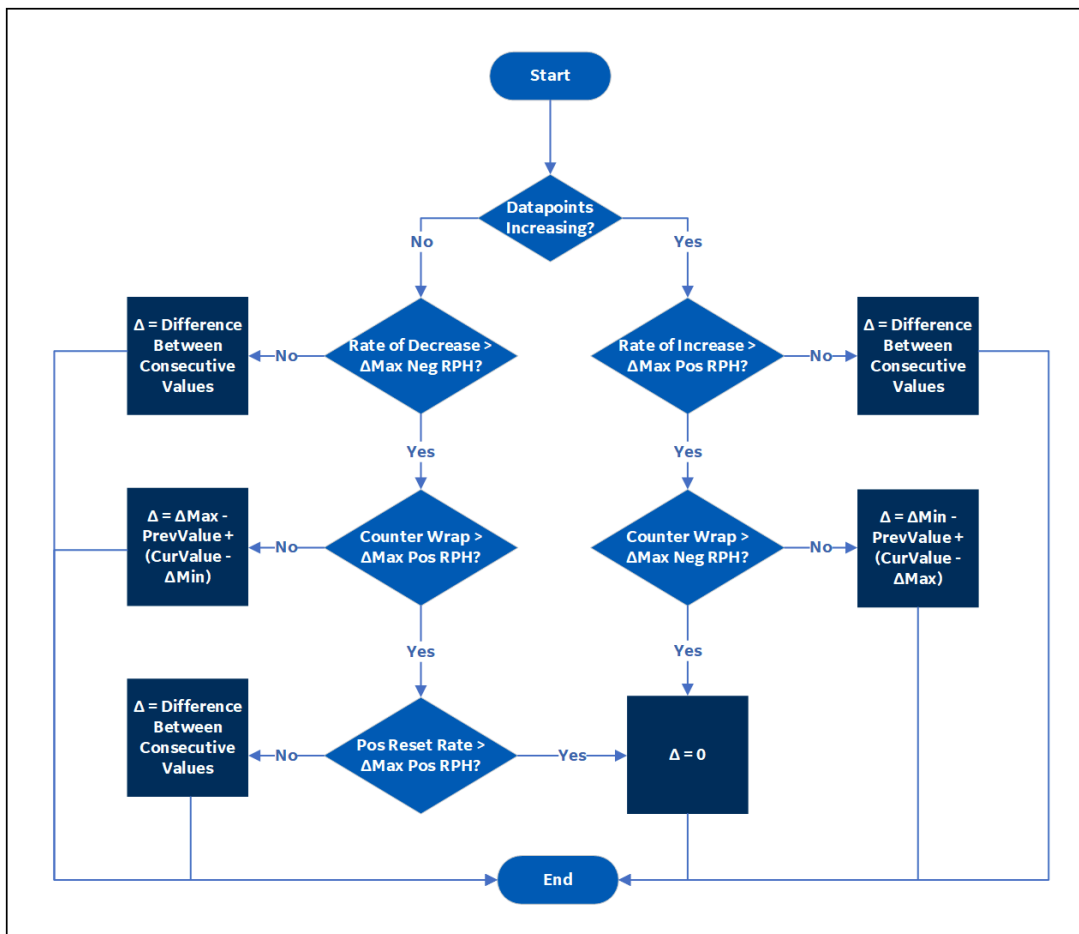 Start
Datapoints
Increasing?
No
Yes
Δ = Difference
Between
Consecutive
Values
No
Rate of Decrease >
ΔMax Neg RPH?
Rate of Increase >
ΔMax Pos RPH?
No
Δ = Difference
Between
Consecutive
Values
Yes
Yes
Δ = ΔMax -
PrevValue +
(CurValue -
ΔMin)
No
Counter Wrap >
ΔMax Pos RPH?
Counter Wrap >
ΔMax Neg RPH?
No
Δ = ΔMin -
PrevValue +
(CurValue -
ΔMax)
Yes
Yes
Δ = Difference
Between
Consecutive
Values
No
Pos Reset Rate >
ΔMax Pos RPH?
Yes
Δ = 0
End